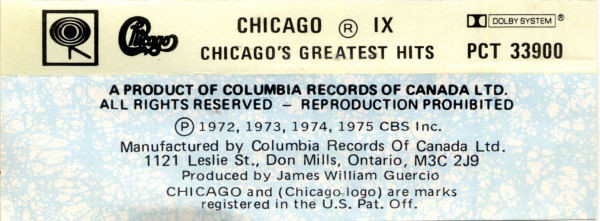 Chicago
CHICAGO ® IX
CHICAGO'S GREATEST HITS
DOLBY SYSTEM ®
PCT 33900
A PRODUCT OF COLUMBIA RECORDS OF CANADA LTD.
ALL RIGHTS RESERVED – REPRODUCTION PROHIBITED
Ⓟ 1972, 1973, 1974, 1975 CBS Inc.
Manufactured by Columbia Records Of Canada Ltd.
1121 Leslie St., Don Mills, Ontario, M3C 2J9
Produced by James William Guercio
CHICAGO and (Chicago logo) are marks
registered in the U.S. Pat. Off.